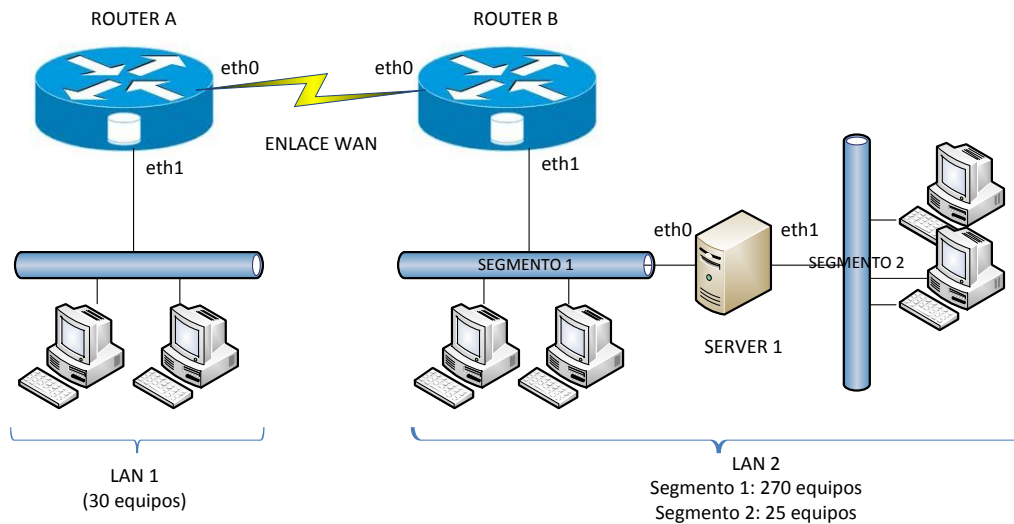 ROUTER A
ROUTER B
eth0
eth0
ENLACE WAN
eth1
eth1
SEGMENTO 1
eth0
eth1
SEGMENTO 2
SERVER 1
LAN 1
(30 equipos)
LAN 2
Segmento 1: 270 equipos
Segmento 2: 25 equipos